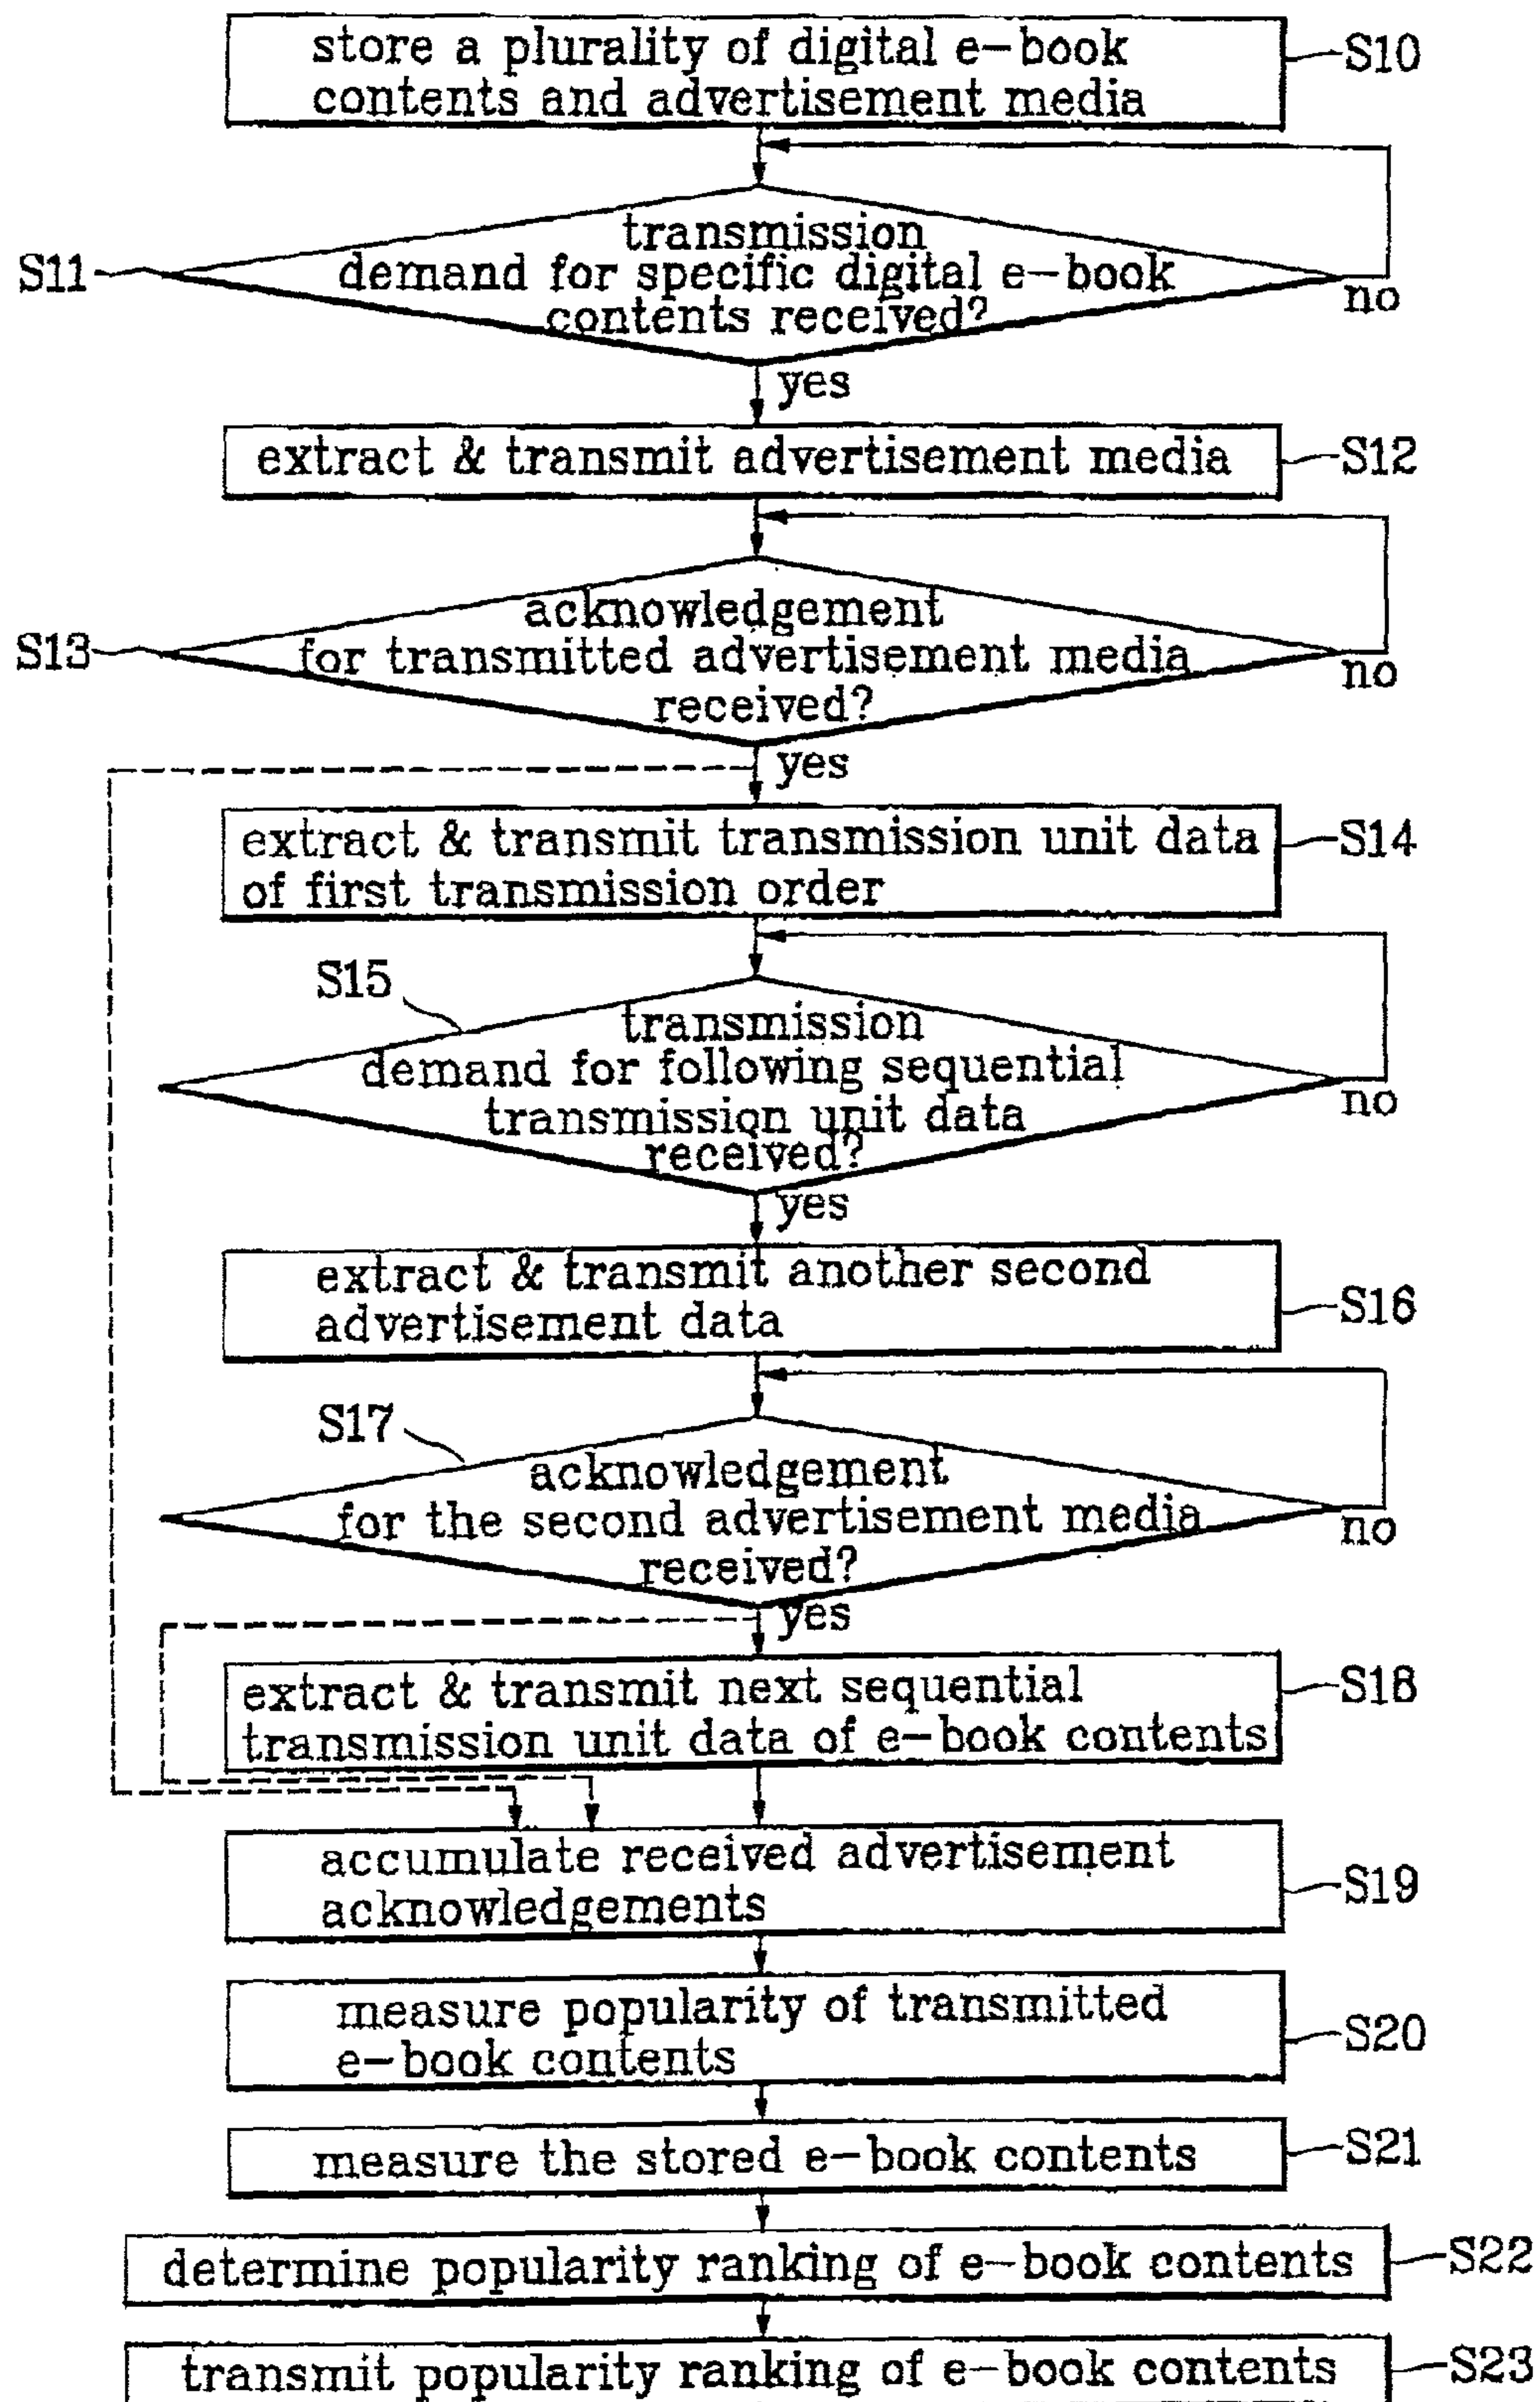 store a plurality of digital e-book
contents and advertisement media
S10
transmission
demand for specific digital e-book
contents received?
S11
no
yes
extract & transmit advertisement media
S12
acknowledgement
for transmitted advertisement media
received?
S13
no
yes
extract & transmit transmission unit data
of first transmission order
S14
S15
transmission
demand for following sequential
transmission unit data
received?
no
yes
extract & transmit another second
advertisement data
S16
S17
acknowledgement
for the second advertisement media
received?
no
yes
extract & transmit next sequential
transmission unit data of e-book contents
S18
accumulate received advertisement
acknowledgements
S19
measure popularity of transmitted
e-book contents
S20
measure the stored e-book contents
S21
determine popularity ranking of e-book contents
S22
transmit popularity ranking of e-book contents
S23